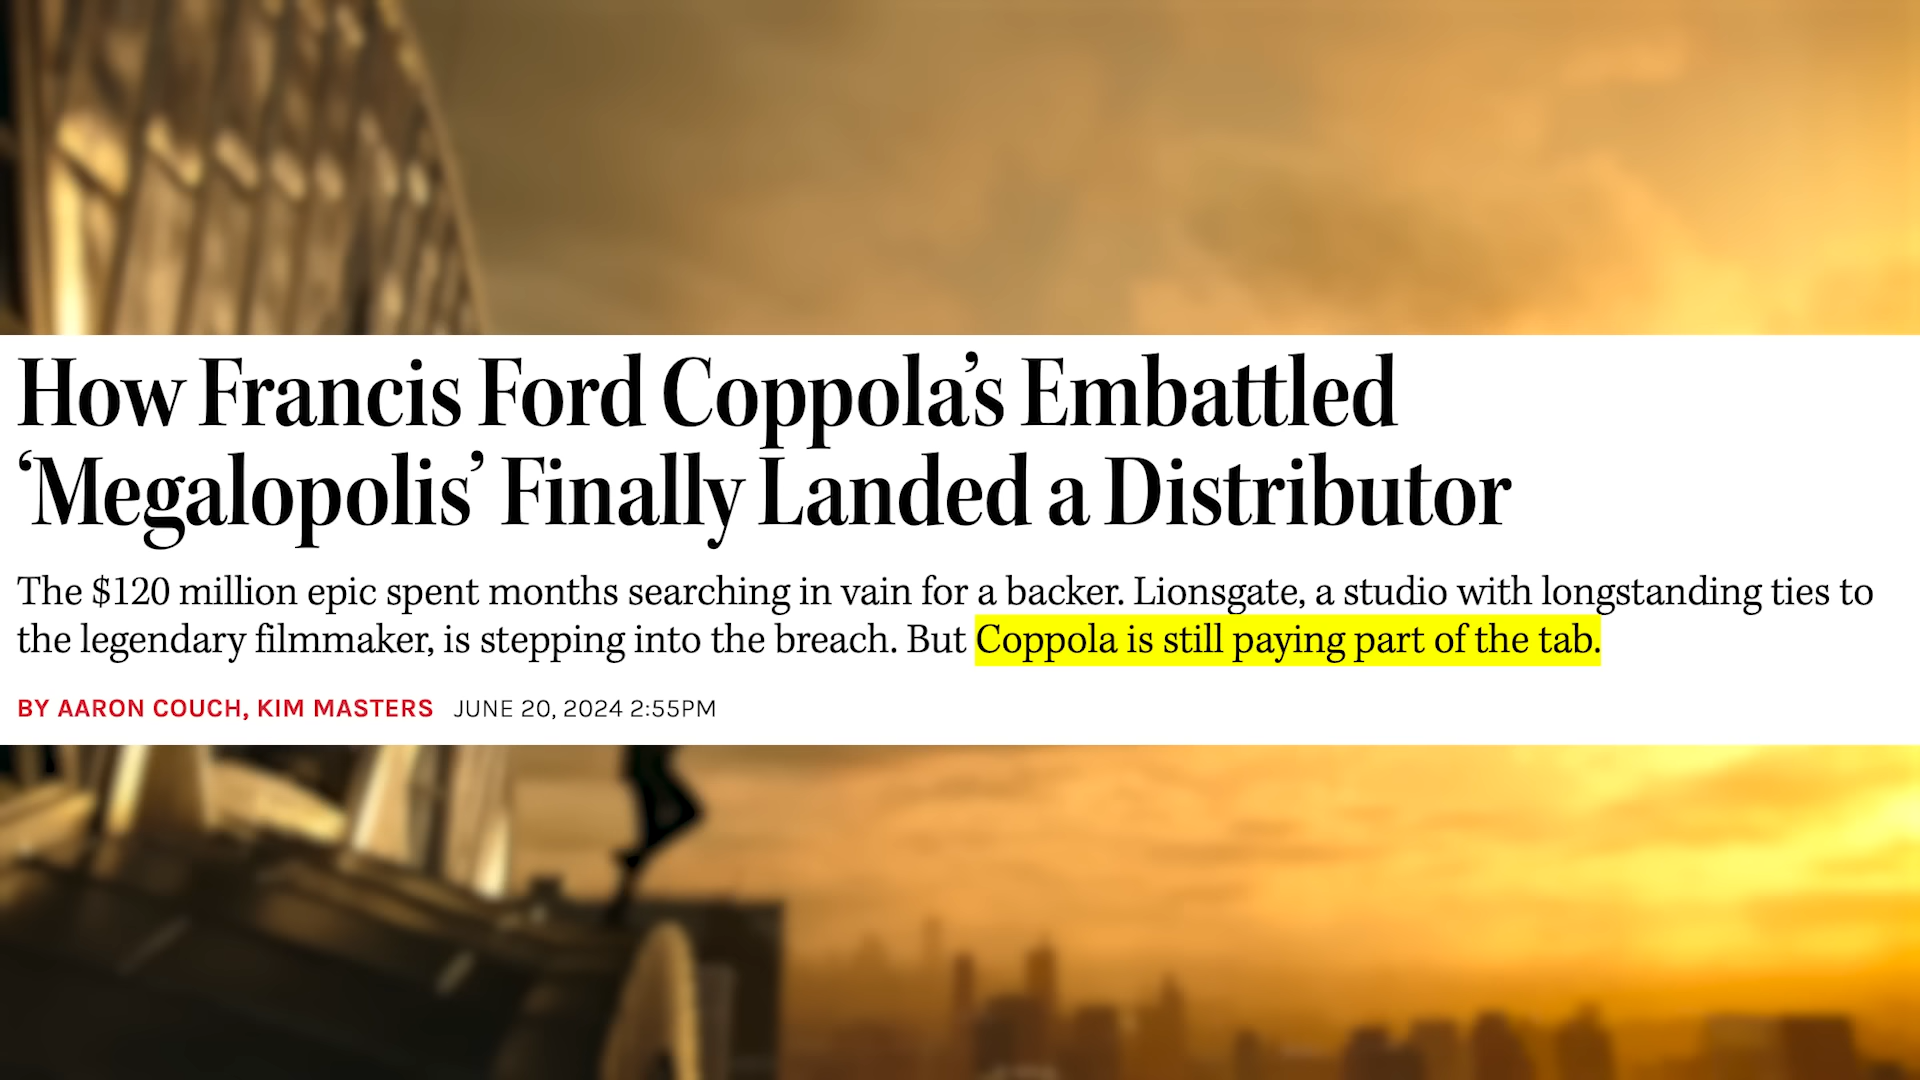 How Francis Ford Coppola’s Embattled
‘Megalopolis’ Finally Landed a Distributor
The $120 million epic spent months searching in vain for a backer. Lionsgate, a studio with longstanding ties to
the legendary filmmaker, is stepping into the breach. But Coppola is still paying part of the tab.
BY AARON COUCH, KIM MASTERS JUNE 20, 2024 2:55PM